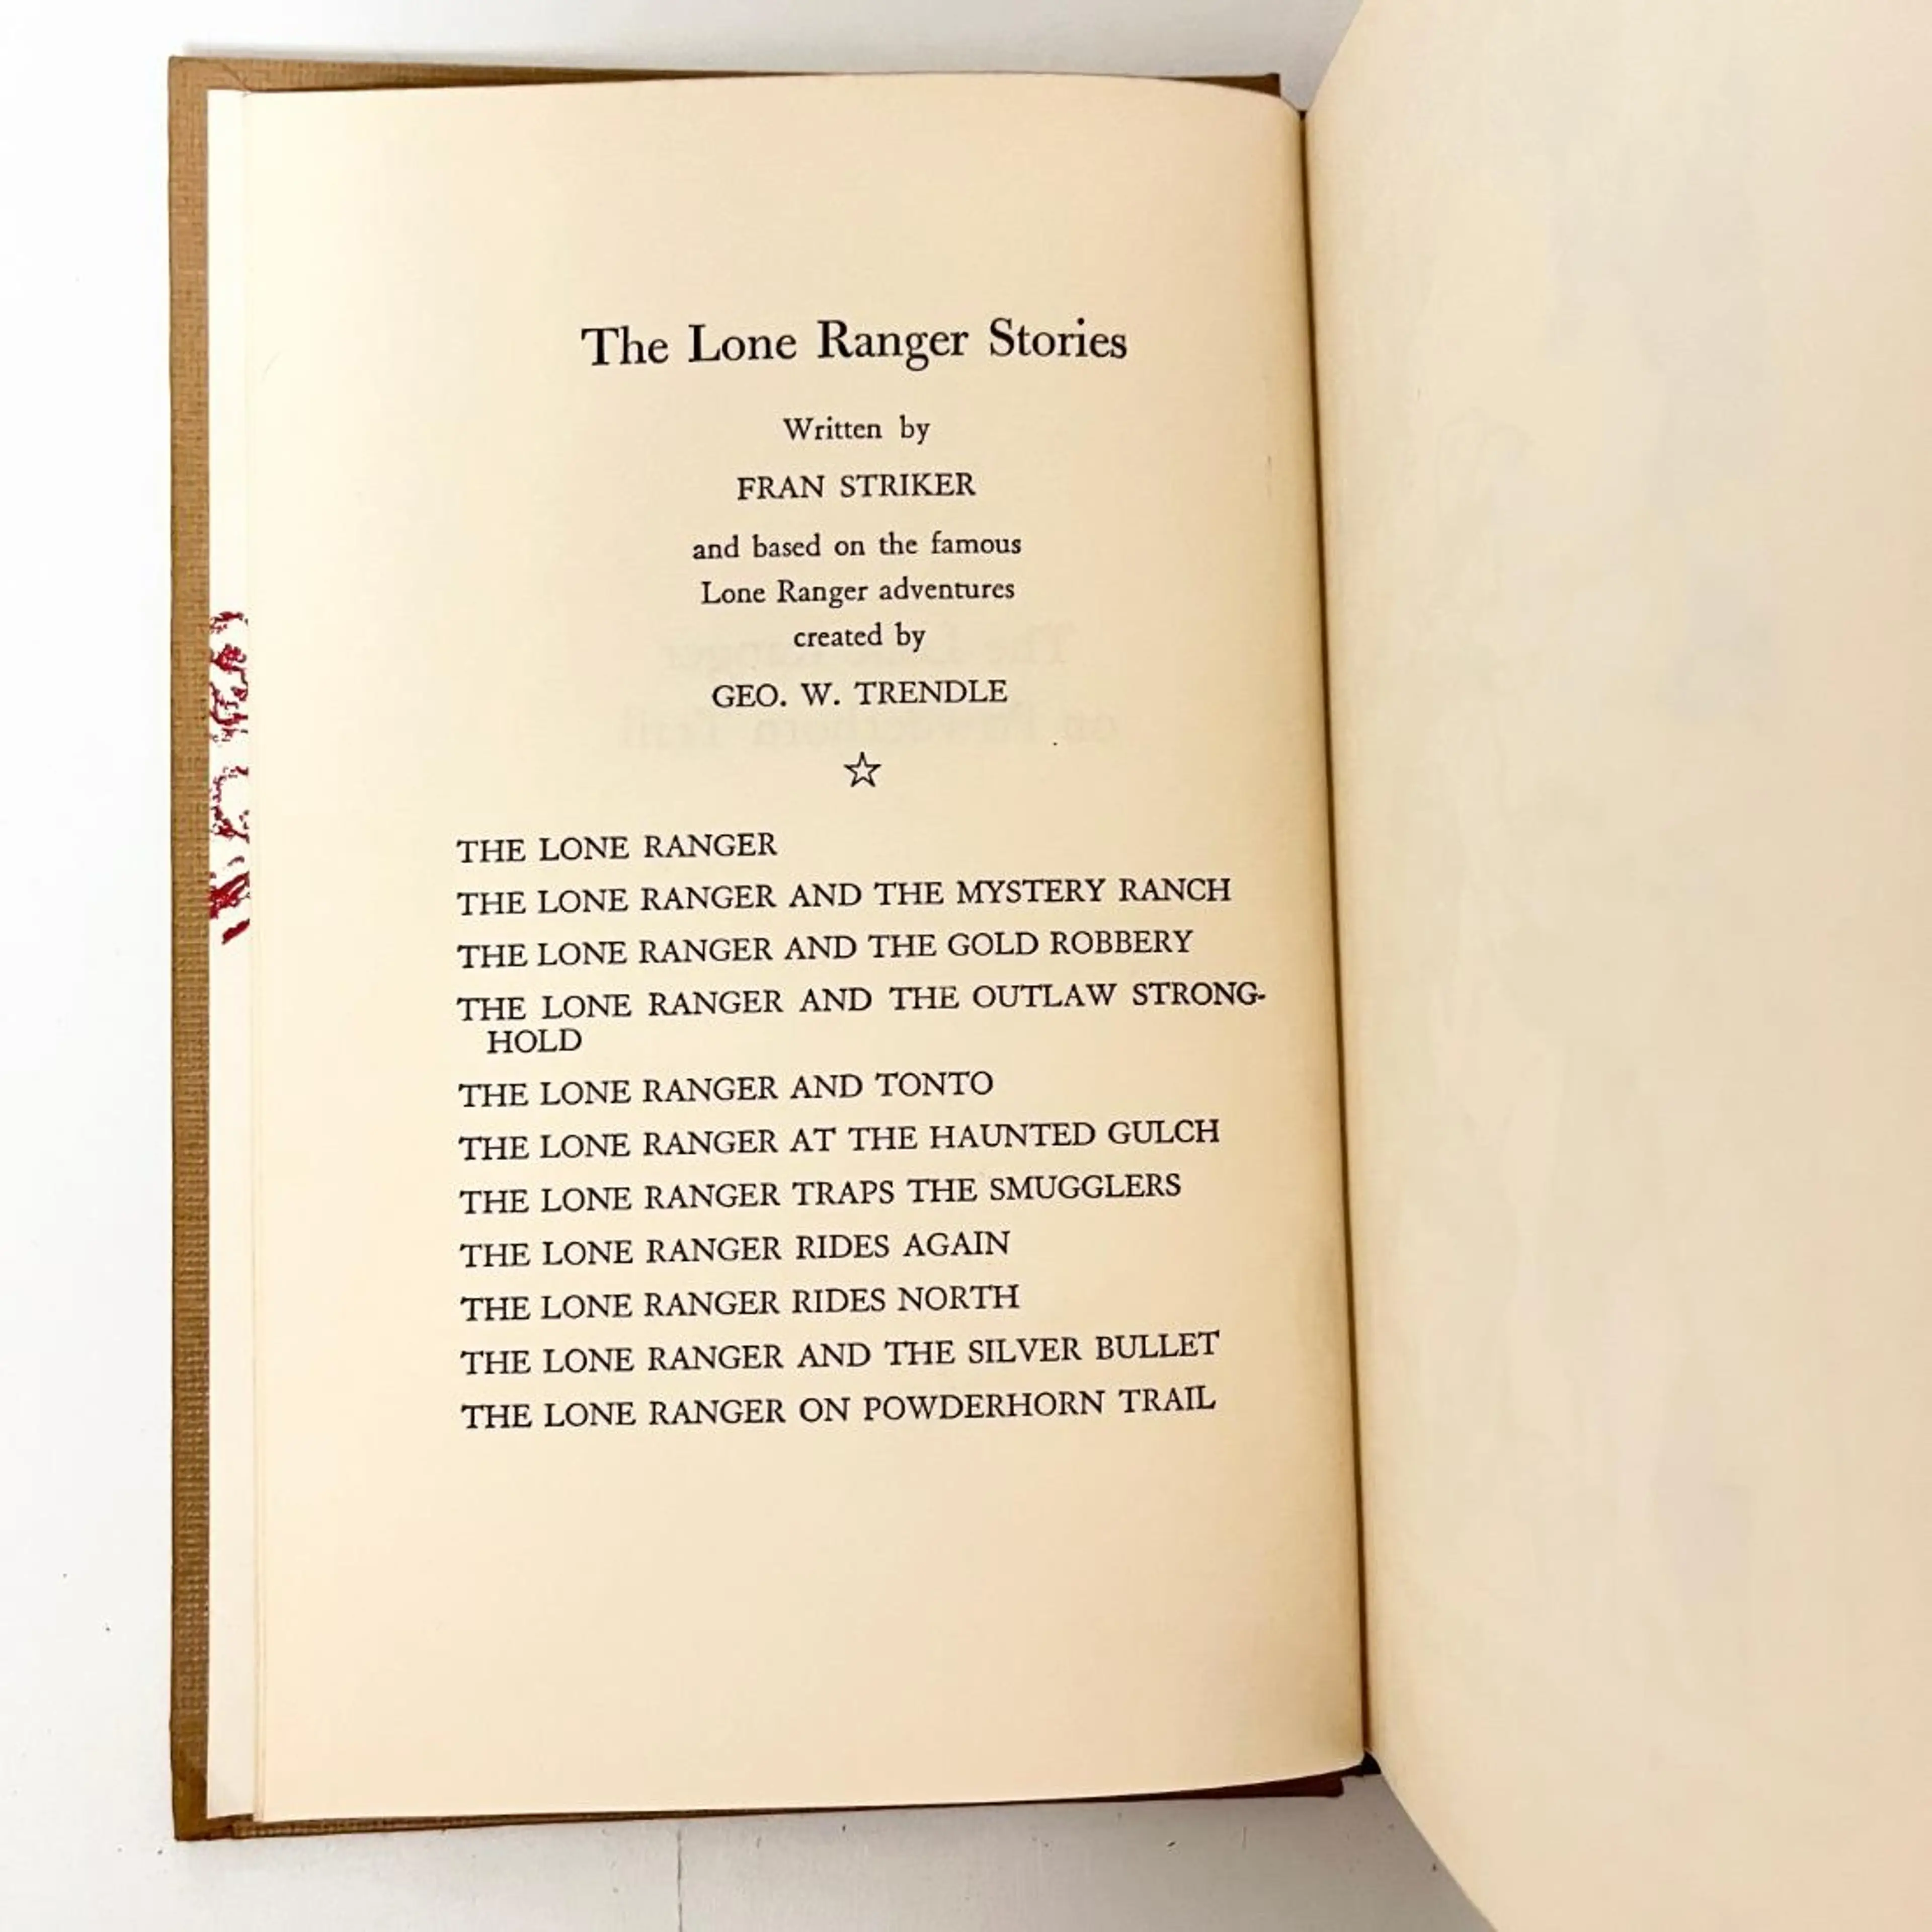 The Lone Ranger Stories
Written by
FRAN STRIKER
and based on the famous
Lone Ranger adventures
created by
GEO. W. TRENDLE
THE LONE RANGER
THE LONE RANGER AND THE MYSTERY RANCH
THE LONE RANGER AND THE GOLD ROBBERY
THE LONE RANGER AND THE OUTLAW STRONG-
HOLD
THE LONE RANGER AND TONTO
THE LONE RANGER AT THE HAUNTED GULCH
THE LONE RANGER TRAPS THE SMUGGLERS
THE LONE RANGER RIDES AGAIN
THE LONE RANGER RIDES NORTH
THE LONE RANGER AND THE SILVER BULLET
THE LONE RANGER ON POWDERHORN TRAIL